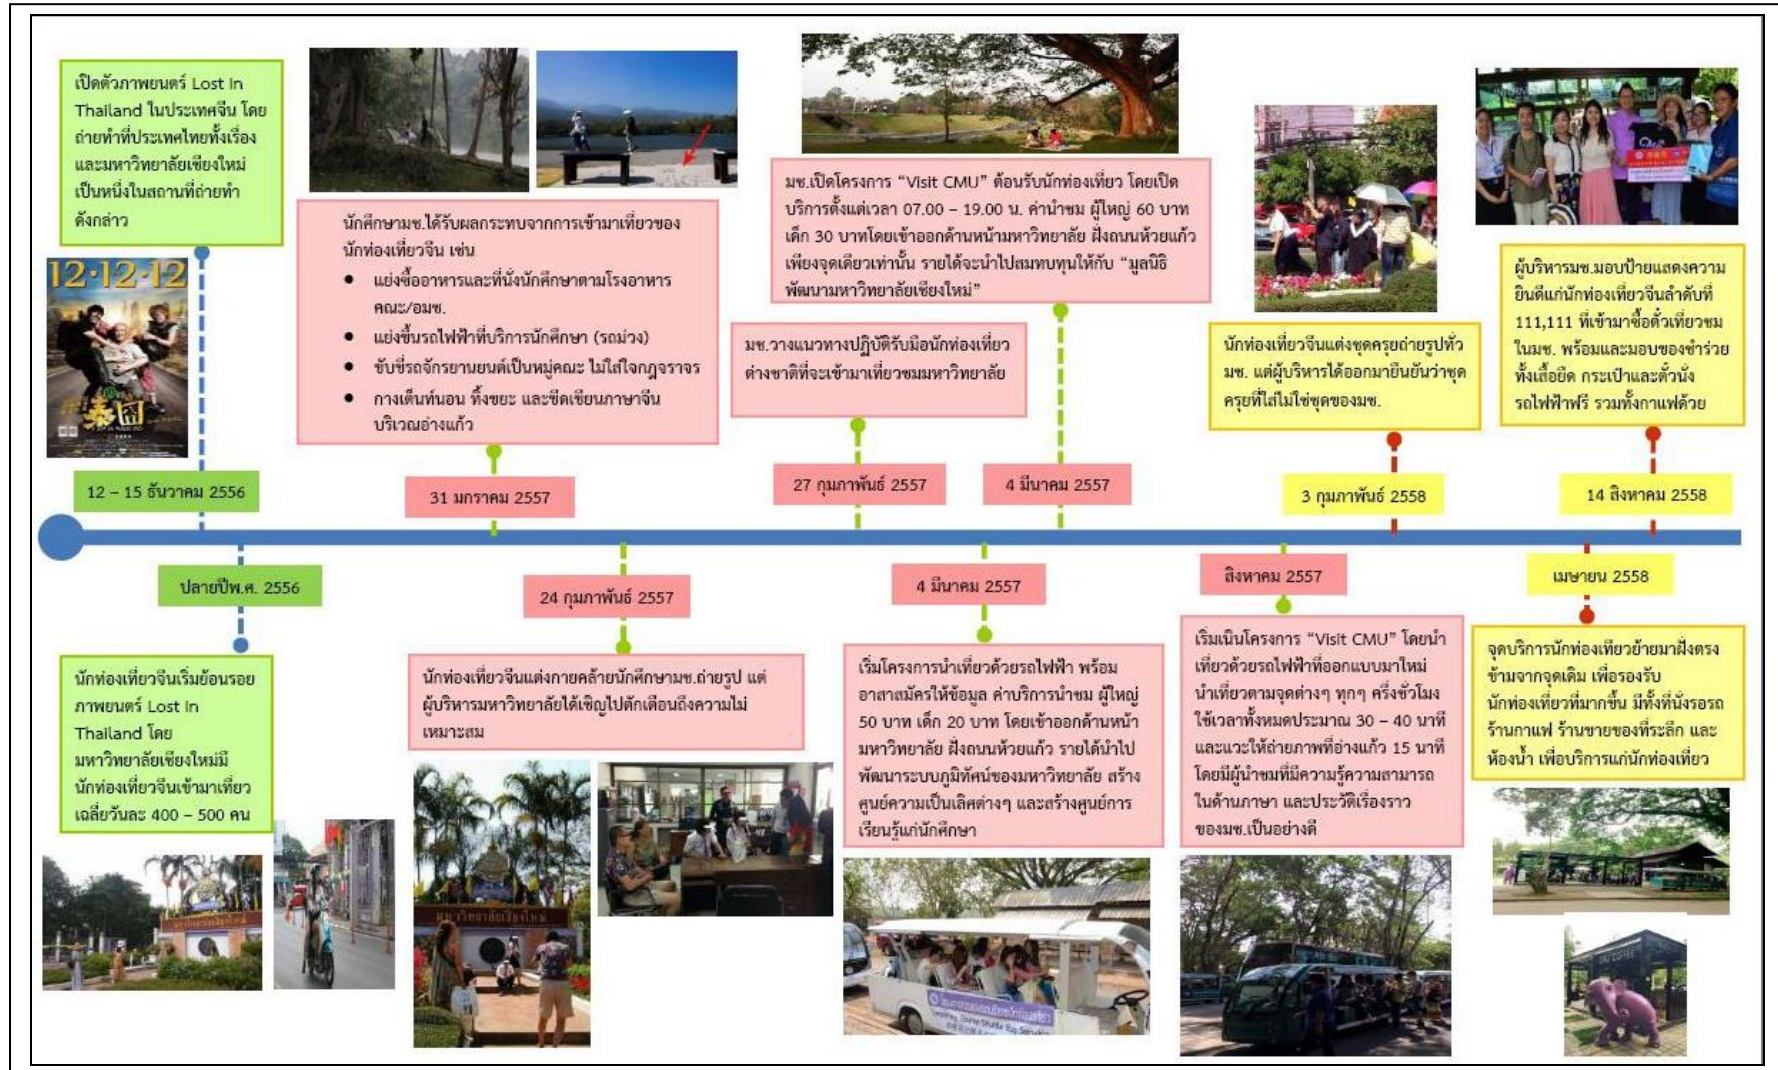 เปิดตัวภาพยนตร์ Lost In
Thailand ในประเทศจีน โดย
ถ่ายทำที่ประเทศไทยทั้งเรื่อง
และมหาวิทยาลัยเชียงใหม่
เป็นหนึ่งในสถานที่ถ่ายทำ
ดังกล่าว
12·12·12
12 – 15 ธันวาคม 2556
นักศึกษามช.ได้รับผลกระทบจากการเข้ามาเที่ยวของ
นักท่องเที่ยวจีน เช่น
● แย่งซื้ออาหารและที่นั่งนักศึกษาตามโรงอาหาร
คณะ/อมช.
● แย่งขึ้นรถไฟฟ้าที่บริการนักศึกษา (รถม่วง)
● ขับขี่รถจักรยานยนต์เป็นหมู่คณะ ไม่ใส่ใจกฎจราจร
● กางเต็นท์นอน ทิ้งขยะ และขีดเขียนภาษาจีน
บริเวณอ่างแก้ว
31 มกราคม 2557
มช.วางแนวทางปฏิบัติรับมือนักท่องเที่ยว
ต่างชาติที่จะเข้ามาเที่ยวชมมหาวิทยาลัย
27 กุมภาพันธ์ 2557
มช.เปิดโครงการ “Visit CMU” ต้อนรับนักท่องเที่ยว โดยเปิด
บริการตั้งแต่เวลา 07.00 – 19.00 น. ค่านำชม ผู้ใหญ่ 60 บาท
เด็ก 30 บาทโดยเข้าออกด้านหน้ามหาวิทยาลัย ฝั่งถนนห้วยแก้ว
เพียงจุดเดียวเท่านั้น รายได้จะนำไปสมทบทุนให้กับ “มูลนิธิ
พัฒนามหาวิทยาลัยเชียงใหม่”
4 มีนาคม 2557
นักท่องเที่ยวจีนแต่งชุดครุยถ่ายรูปทั่ว
มช. แต่ผู้บริหารได้ออกมายืนยันว่าชุด
ครุยที่ใส่ไม่ใช่ชุดของมช.
3 กุมภาพันธ์ 2558
ผู้บริหารมช.มอบป้ายแสดงความ
ยินดีแก่นักท่องเที่ยวจีนลำดับที่
111,111 ที่เข้ามาซื้อตั๋วเที่ยวชม
ในมช. พร้อมและมอบของชำร่วย
ทั้งเสื้อยืด กระเป๋าและตั๋วนั่ง
รถไฟฟ้าฟรี รวมทั้งกาแฟด้วย
14 สิงหาคม 2558
ปลายปีพ.ศ. 2556
นักท่องเที่ยวจีนเริ่มย้อนรอย
ภาพยนตร์ Lost In
Thailand โดย
มหาวิทยาลัยเชียงใหม่มี
นักท่องเที่ยวจีนเข้ามาเที่ยว
เฉลี่ยวันละ 400 – 500 คน
24 กุมภาพันธ์ 2557
นักท่องเที่ยวจีนแต่งกายคล้ายนักศึกษามช.ถ่ายรูป แต่
ผู้บริหารมหาวิทยาลัยได้เชิญไปตักเตือนถึงความไม่
เหมาะสม
มหาวิทยาลัยเชียงใหม่
4 มีนาคม 2557
เริ่มโครงการนำเที่ยวด้วยรถไฟฟ้า พร้อม
อาสาสมัครให้ข้อมูล ค่าบริการนำชม ผู้ใหญ่
50 บาท เด็ก 20 บาท โดยเข้าออกด้านหน้า
มหาวิทยาลัย ฝั่งถนนห้วยแก้ว รายได้นำไป
พัฒนาระบบภูมิทัศน์ของมหาวิทยาลัย สร้าง
ศูนย์ความเป็นเลิศต่างๆ และสร้างศูนย์การ
เรียนรู้แก่นักศึกษา
สิงหาคม 2557
เริ่มเนินโครงการ “Visit CMU” โดยนำ
เที่ยวด้วยรถไฟฟ้าที่ออกแบบมาใหม่
นำเที่ยวตามจุดต่างๆ ทุกๆ ครึ่งชั่วโมง
ใช้เวลาทั้งหมดประมาณ 30 – 40 นาที
และแวะให้ถ่ายภาพที่อ่างแก้ว 15 นาที
โดยมีผู้นำชมที่มีความรู้ความสามารถ
ในด้านภาษา และประวัติเรื่องราว
ของมช.เป็นอย่างดี
เมษายน 2558
จุดบริการนักท่องเที่ยวย้ายมาฝั่งตรง
ข้ามจากจุดเดิม เพื่อรองรับ
นักท่องเที่ยวที่มากขึ้น มีทั้งที่นั่งรอรถ
ร้านกาแฟ ร้านขายของที่ระลึก และ
ห้องน้ำ เพื่อบริการแก่นักท่องเที่ยว